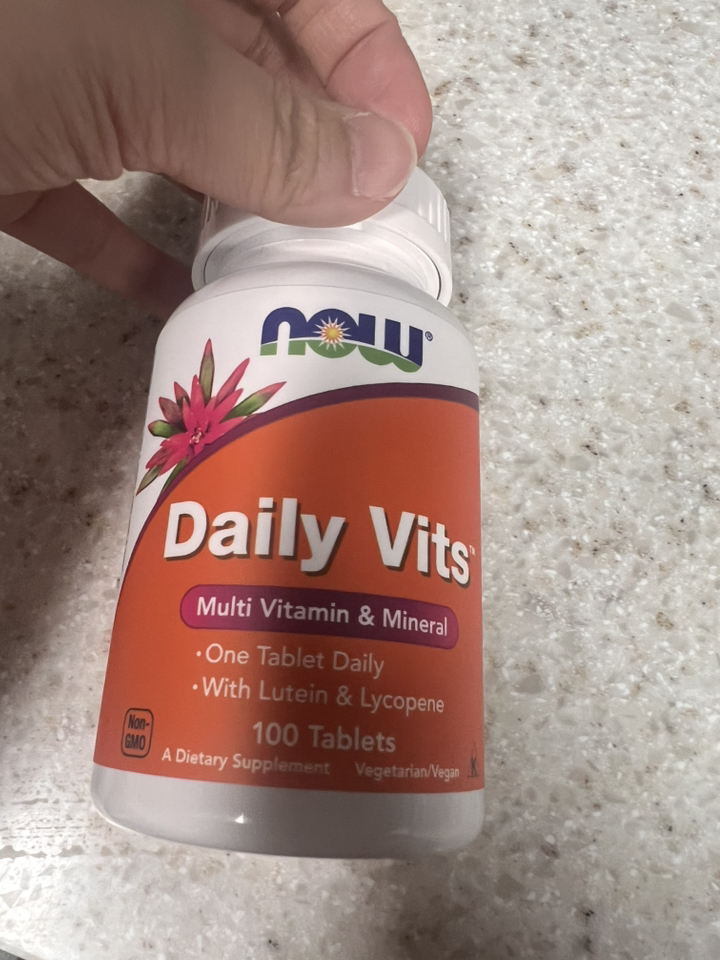 NOW®
Daily Vits™
Multi Vitamin & Mineral
•One Tablet Daily
•With Lutein & Lycopene
100 Tablets
Non-
GMO
A Dietary Supplement Vegetarian/Vegan K